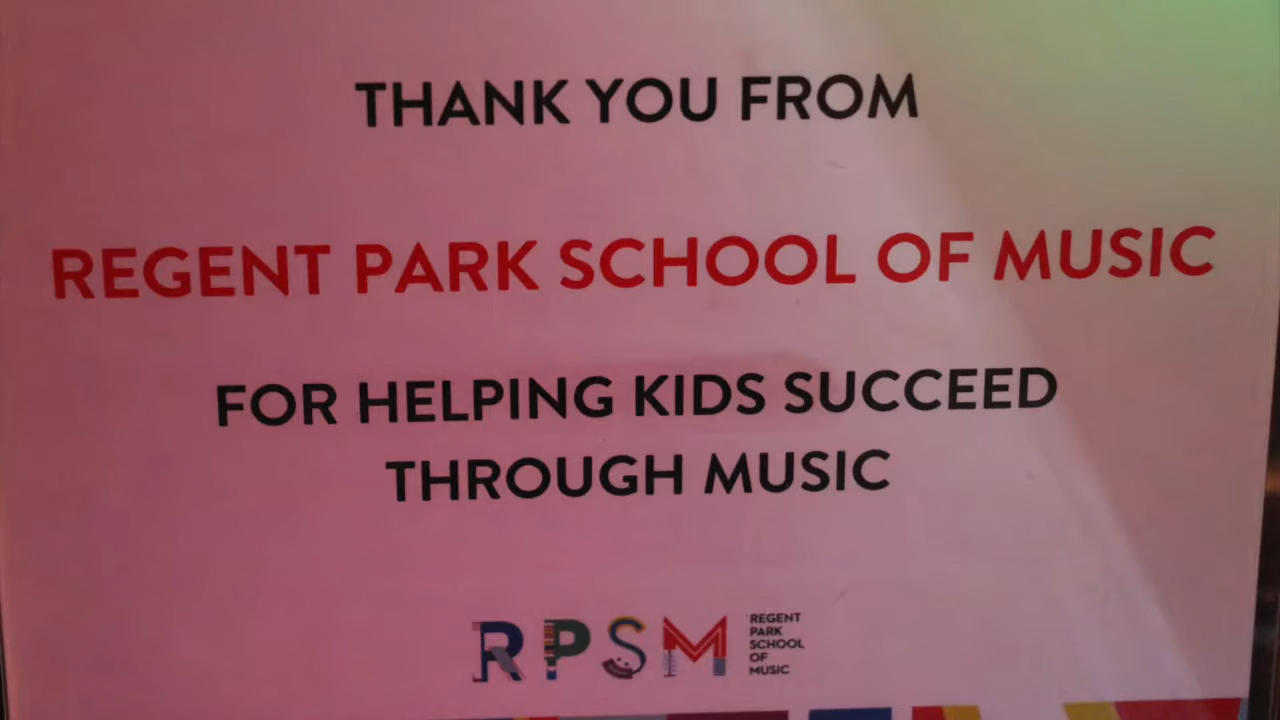 THANK YOU FROM
REGENT PARK SCHOOL OF MUSIC
FOR HELPING KIDS SUCCEED
THROUGH MUSIC
RPSM
REGENT
PARK
SCHOOL
OF
MUSIC